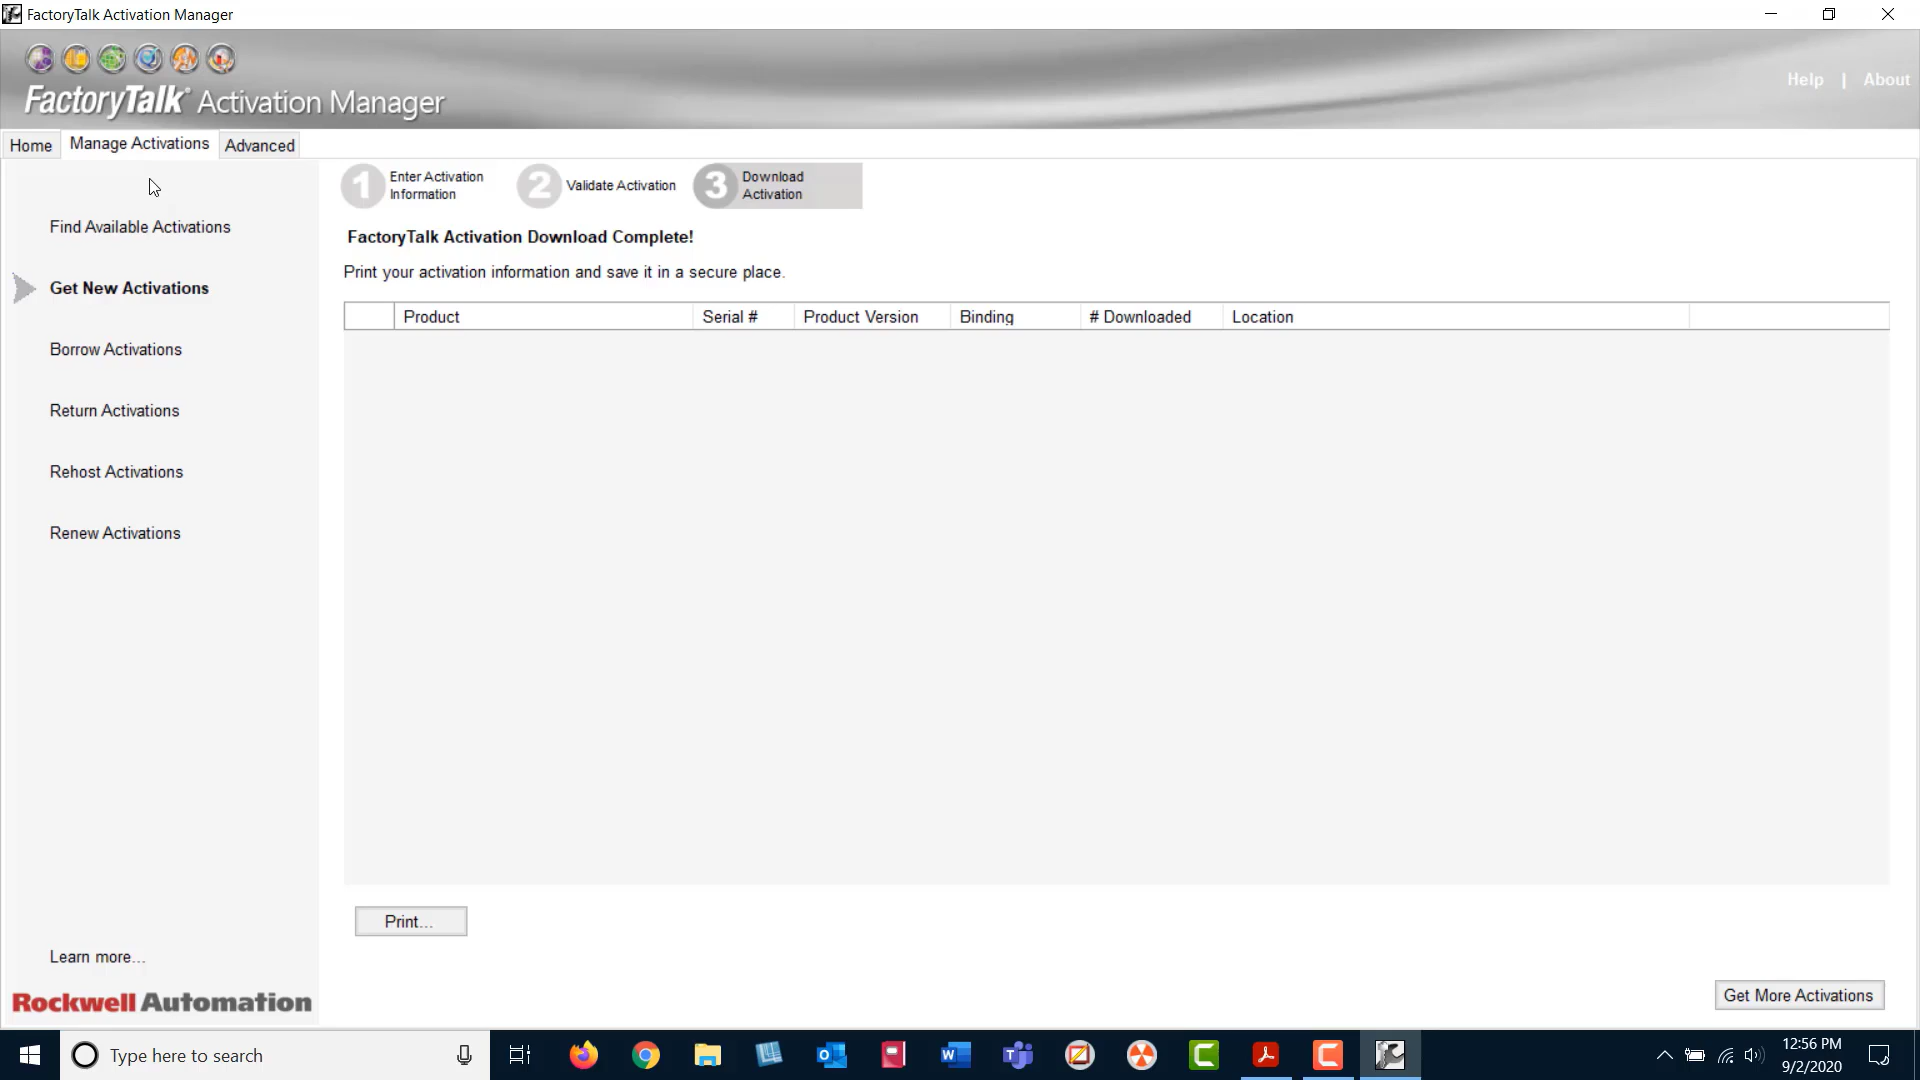 FactoryTalk Activation Manager
FactoryTalk® Activation Manager
Help | About
Home Manage Activations Advanced
1 Enter Activation Information
2 Validate Activation
3 Download Activation
Find Available Activations
Get New Activations
Borrow Activations
Return Activations
Rehost Activations
Renew Activations
FactoryTalk Activation Download Complete!
Print your activation information and save it in a secure place.
Product Serial # Product Version Binding # Downloaded Location
Print...
Learn more...
Rockwell Automation
Get More Activations
Type here to search
12:56 PM
9/2/2020